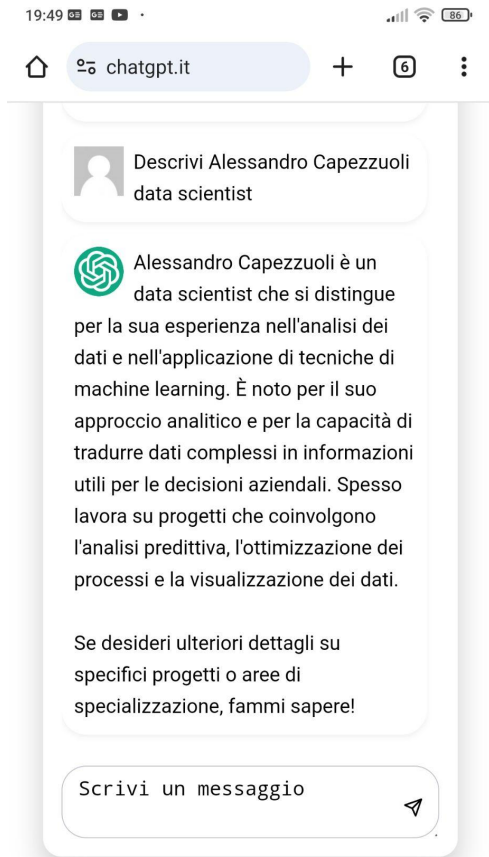 19:49
86
chatgpt.it
6
Descrivi Alessandro Capezzuoli
data scientist
Alessandro Capezzuoli è un
data scientist che si distingue
per la sua esperienza nell'analisi dei
dati e nell'applicazione di tecniche di
machine learning. È noto per il suo
approccio analitico e per la capacità di
tradurre dati complessi in informazioni
utili per le decisioni aziendali. Spesso
lavora su progetti che coinvolgono
l'analisi predittiva, l'ottimizzazione dei
processi e la visualizzazione dei dati.
Se desideri ulteriori dettagli su
specifici progetti o aree di
specializzazione, fammi sapere!
Scrivi un messaggio